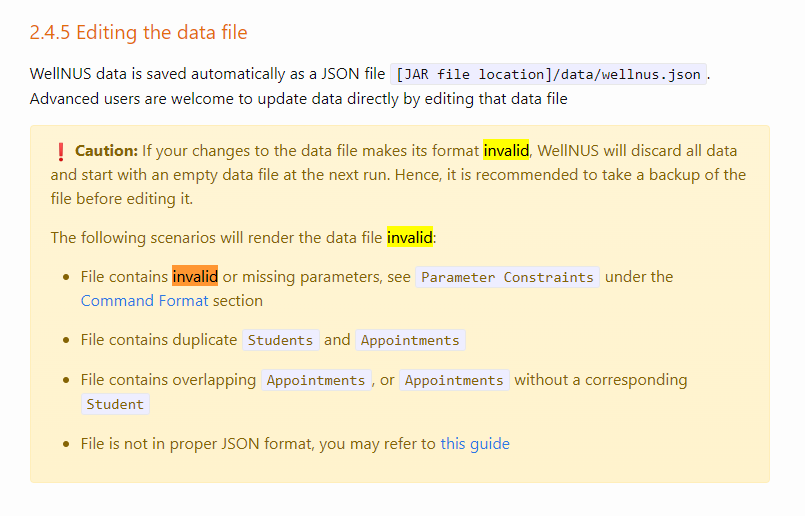 2.4.5 Editing the data file
WellNUS data is saved automatically as a JSON file [JAR file location]/data/wellnus.json.
Advanced users are welcome to update data directly by editing that data file
❗ Caution: If your changes to the data file makes its format invalid, WellNUS will discard all data
and start with an empty data file at the next run. Hence, it is recommended to take a backup of the
file before editing it.
The following scenarios will render the data file invalid:
• File contains invalid or missing parameters, see Parameter Constraints under the
Command Format section
• File contains duplicate Students and Appointments
• File contains overlapping Appointments, or Appointments without a corresponding
Student
• File is not in proper JSON format, you may refer to this guide